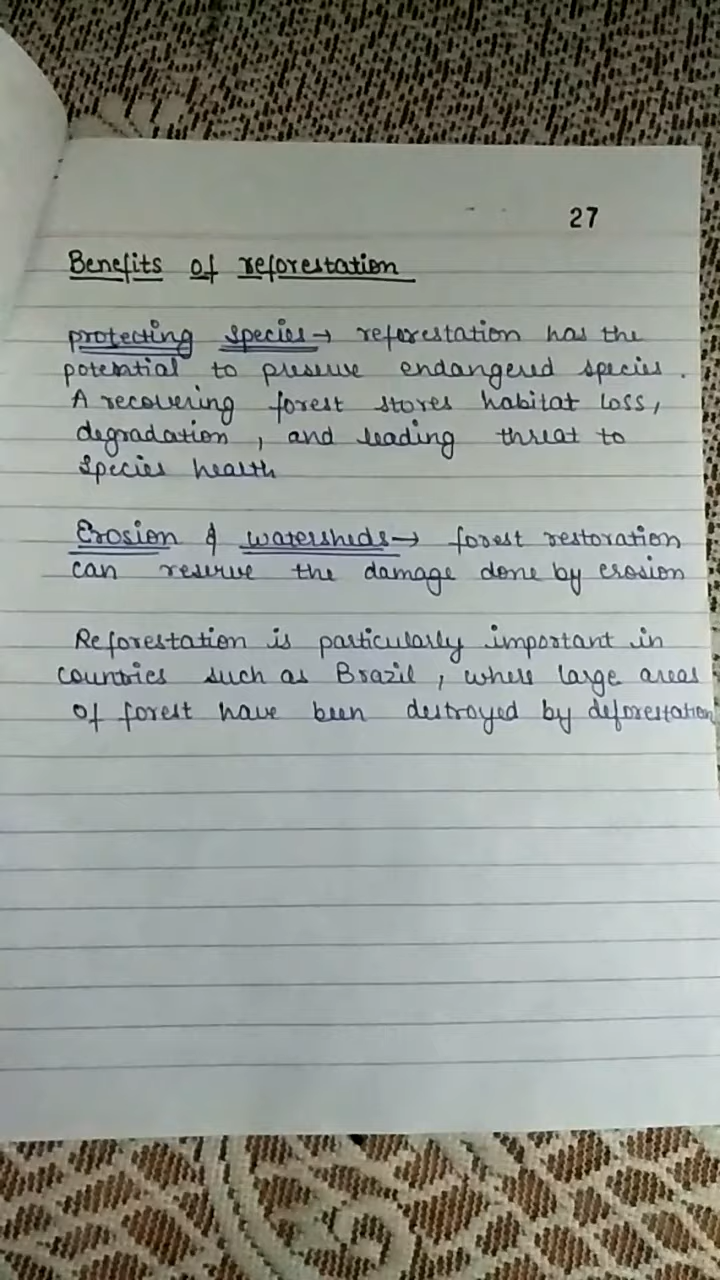 27
Benefits of reforestation
protecting species → reforestation has the
potential to preserve endangered species.
A recovering forest stores habitat loss,
degradation, and leading threat to
species health
Erosion & watersheds → forest restoration
can reserve the damage done by erosion
Reforestation is particularly important in
countries such as Brazil, where large areas
of forest have been destroyed by deforestation